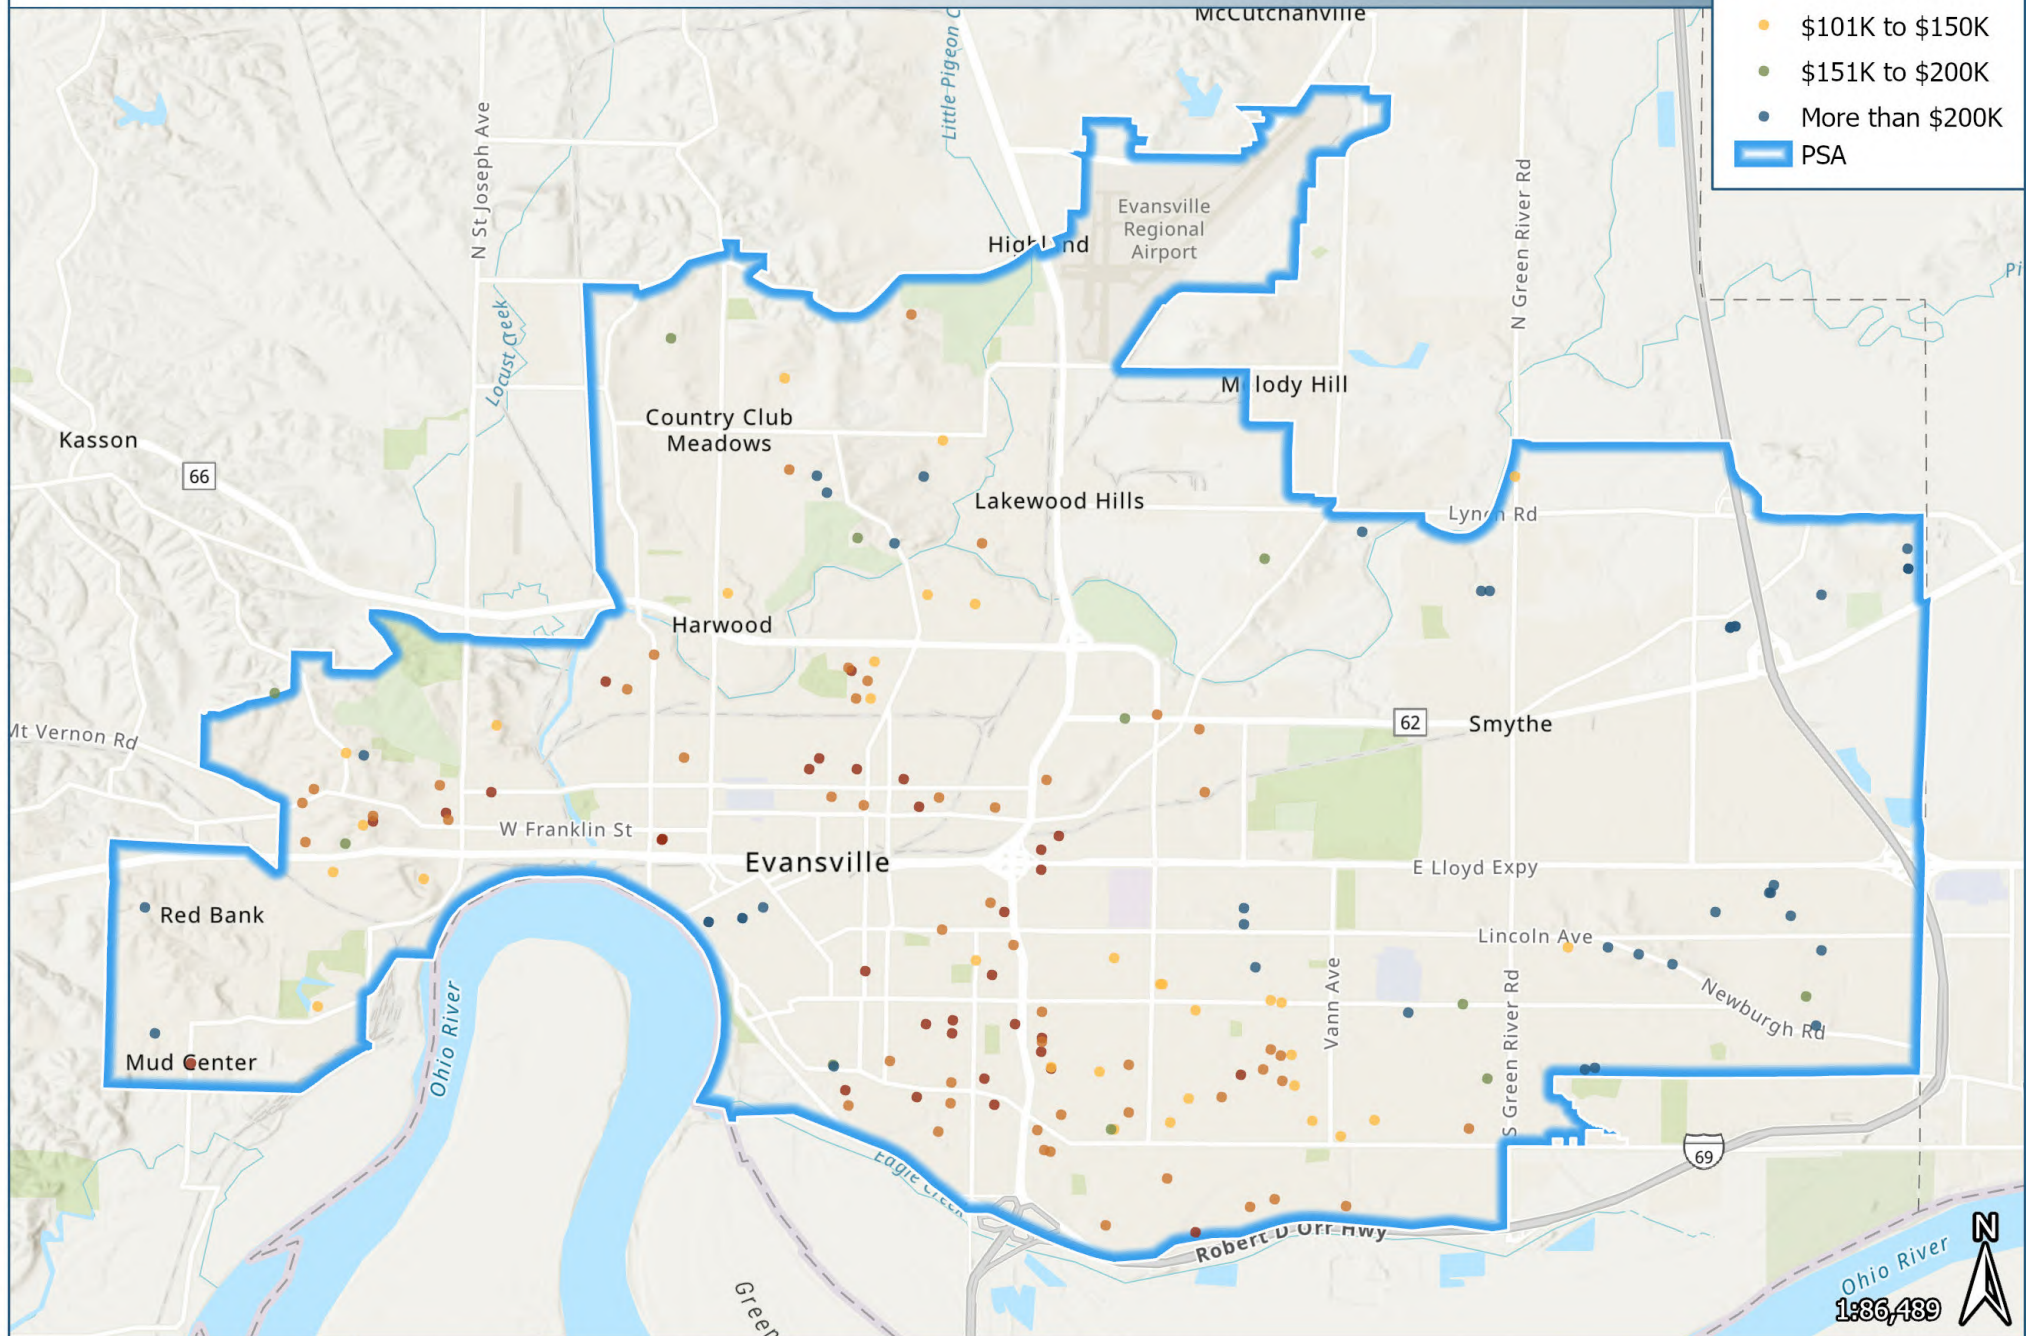 McCutchanville
$101K to $150K
$151K to $200K
More than $200K
PSA
Little Pigeon C
N St Joseph Ave
N Green River Rd
Evansville
Regional
Airport
Highland
Pi
Locust Creek
Melody Hill
Country Club
Meadows
Kasson
66
Lakewood Hills
Lynch Rd
Harwood
Mt Vernon Rd
62
Smythe
W Franklin St
Evansville
E Lloyd Expy
Red Bank
Lincoln Ave
Ohio River
Vann Ave
S Green River Rd
Newburgh Rd
Mud Center
69
Eagle Creek
Robert D Orr Hwy
Green
Ohio River
N
1:86,489